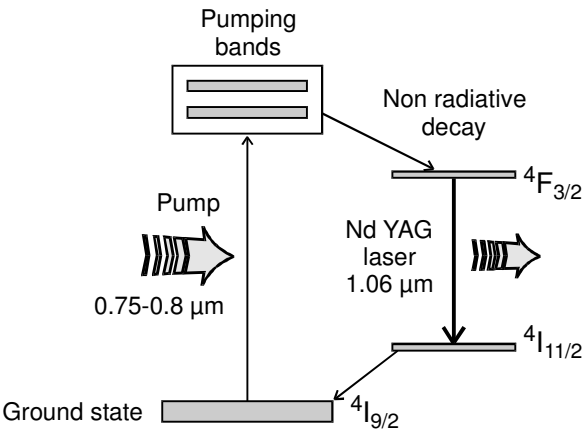 Pumping
bands
Non radiative
decay
⁴F₃/₂
Pump
Nd YAG
laser
1.06 μm
0.75-0.8 μm
⁴I₁₁/₂
Ground state
⁴I₉/₂